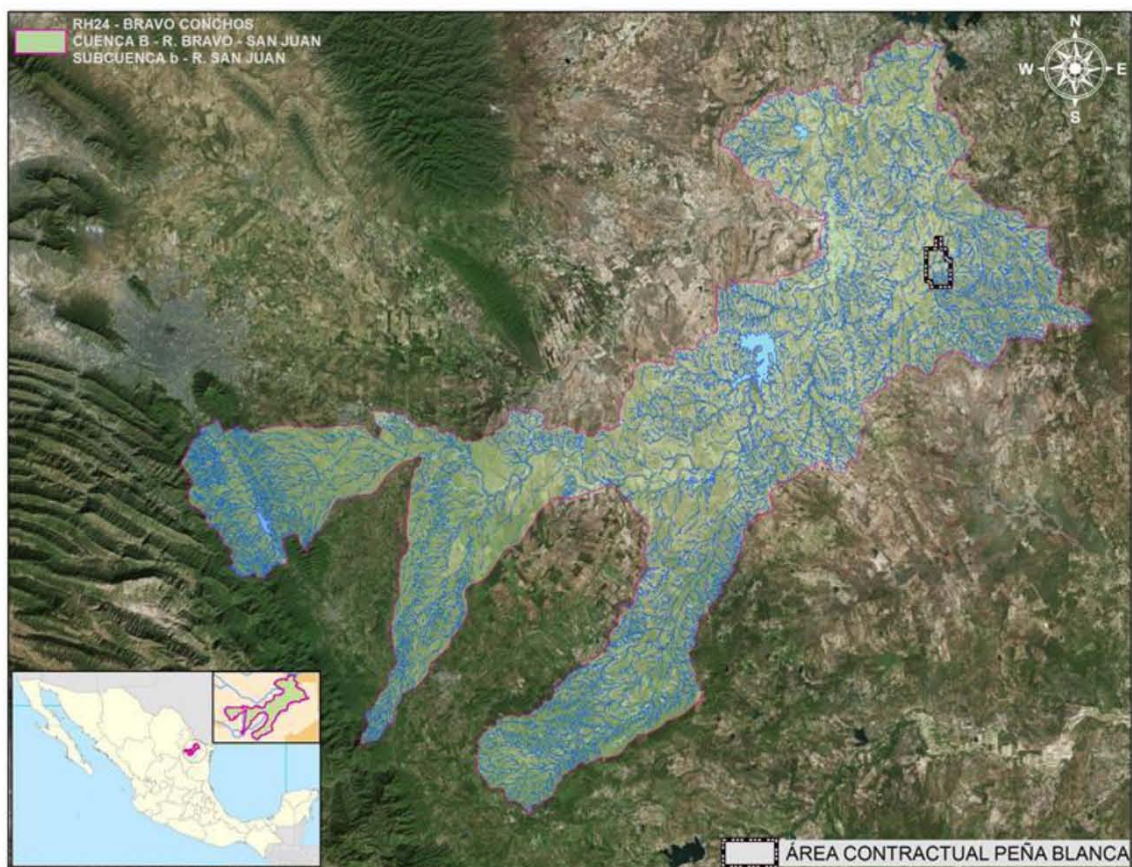 RH24 - BRAVO CONCHOS
CUENCA B - R. BRAVO - SAN JUAN
SUBCUENCA b - R. SAN JUAN
N
W E
S
ÁREA CONTRACTUAL PEÑA BLANCA